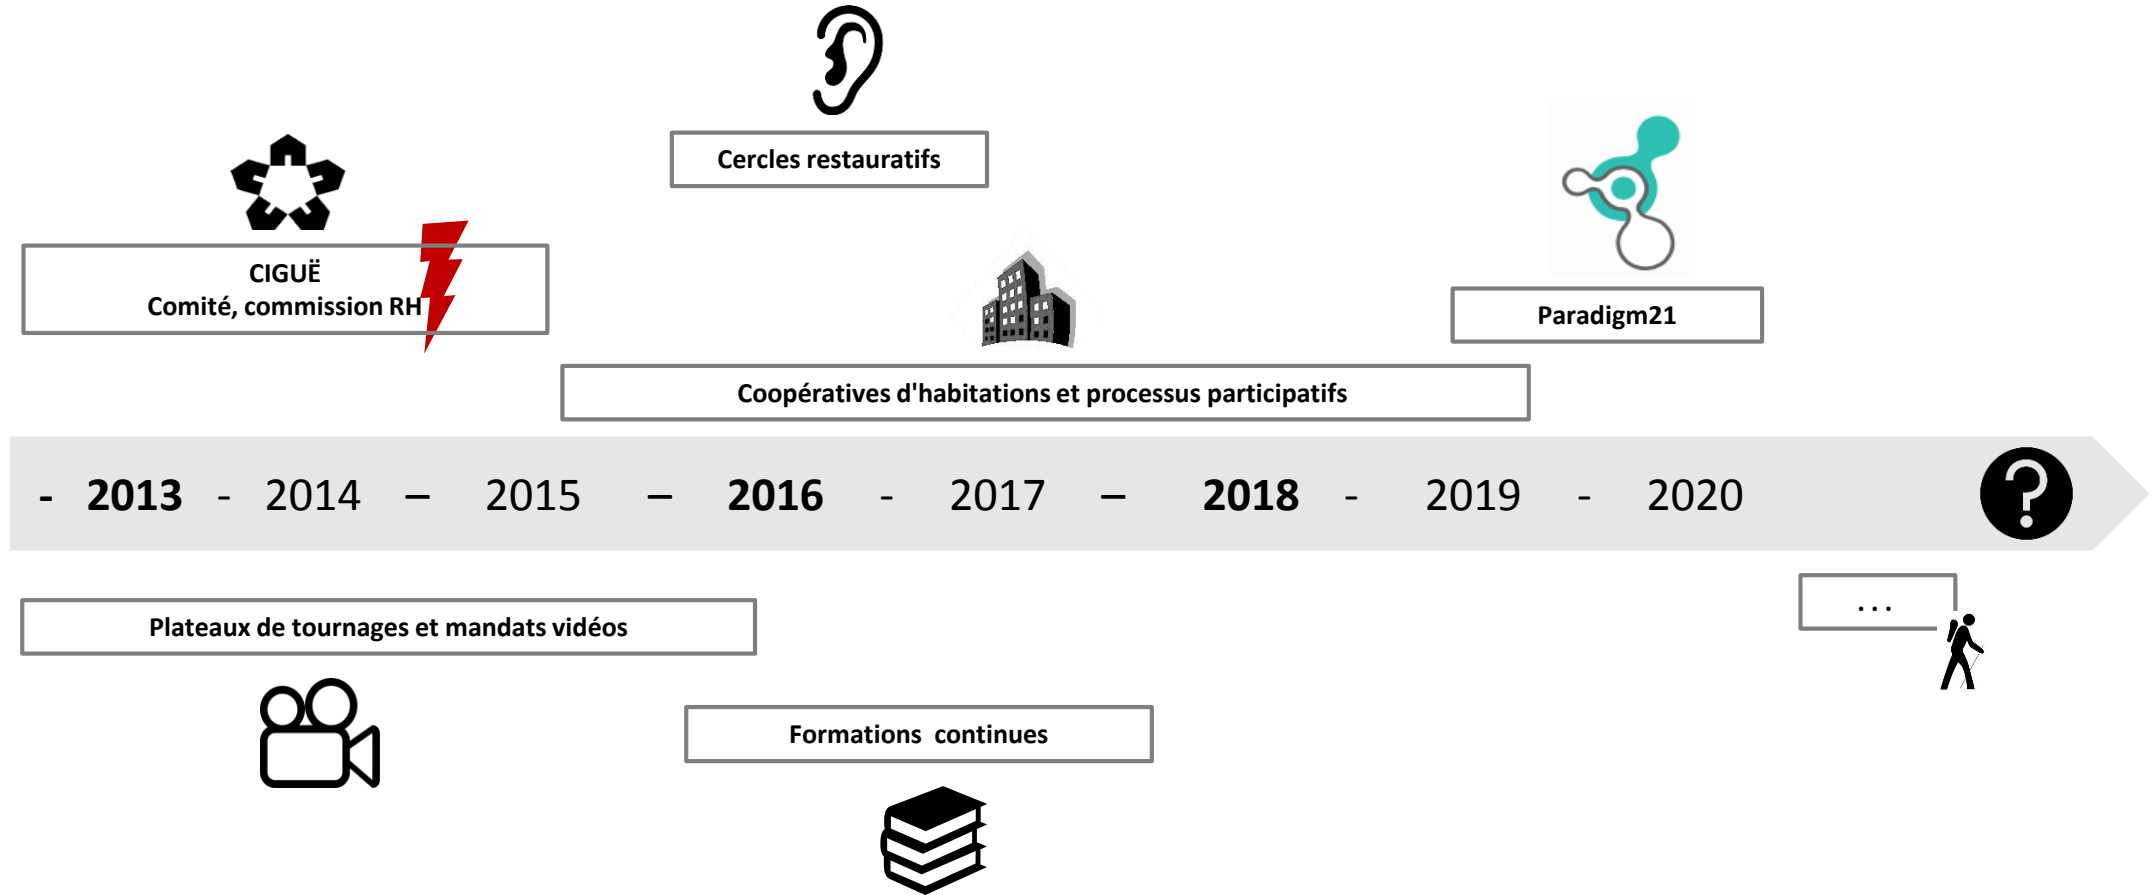 Cercles restauratifs
CIGUË
Comité, commission RH
Paradigm21
Coopératives d'habitations et processus participatifs
- 2013 - 2014 – 2015 – 2016 - 2017 – 2018 - 2019 - 2020 ?
...
Plateaux de tournages et mandats vidéos
Formations continues